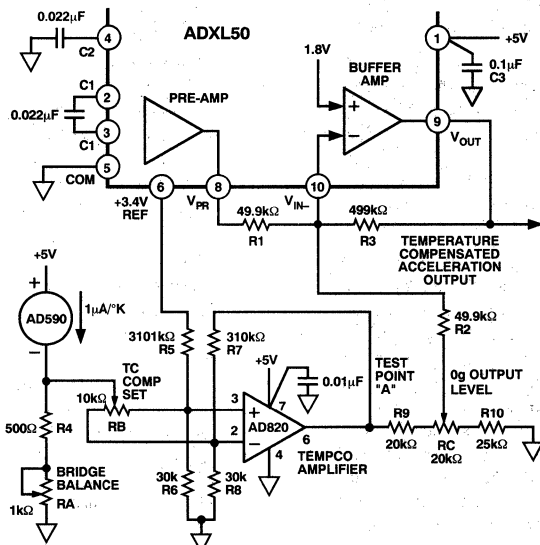 0.022µF
C2
4
ADXL50
1
+5V
0.1µF
C3
1.8V
BUFFER
AMP
C1
2
0.022µF
3
C1
PRE-AMP
+
−
9
VOUT
5
COM
6
8
10
+3.4V
REF
VPR
VIN−
49.9kΩ
R1
499kΩ
R3
TEMPERATURE
COMPENSATED
ACCELERATION
OUTPUT
+5V
+
AD590
−
1µA/°K
3101kΩ
R5
310kΩ
R7
49.9kΩ
R2
TC
COMP
SET
10kΩ
RB
+5V
0.01µF
TEST
POINT
"A"
0g OUTPUT
LEVEL
3
+
7
AD820
2
−
6
4
TEMPCO
AMPLIFIER
R9
20kΩ
RC
20kΩ
R10
25kΩ
500Ω
R4
BRIDGE
BALANCE
RA
1kΩ
30k
R6
30k
R8